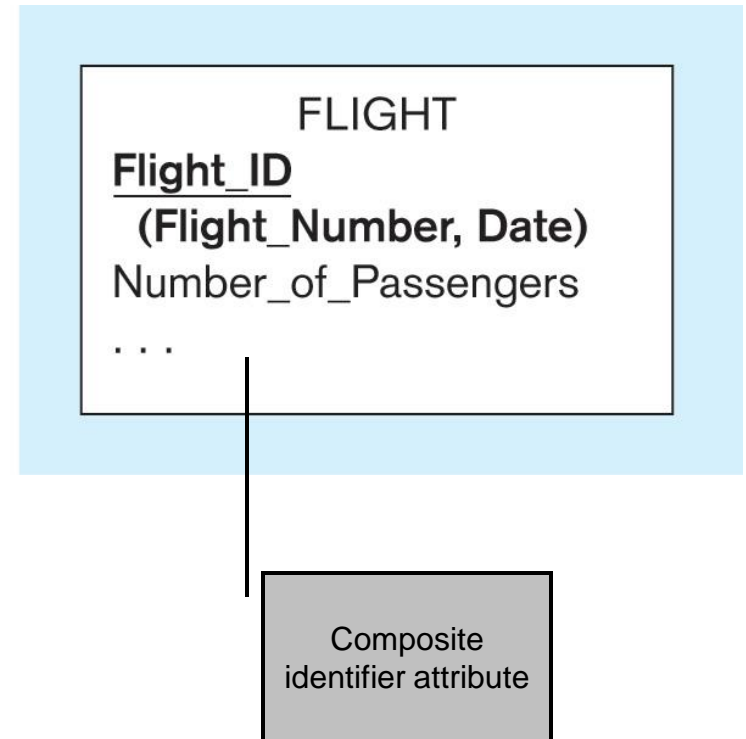 FLIGHT
Flight_ID
(Flight_Number, Date)
Number_of_Passengers
. . .
Composite
identifier attribute